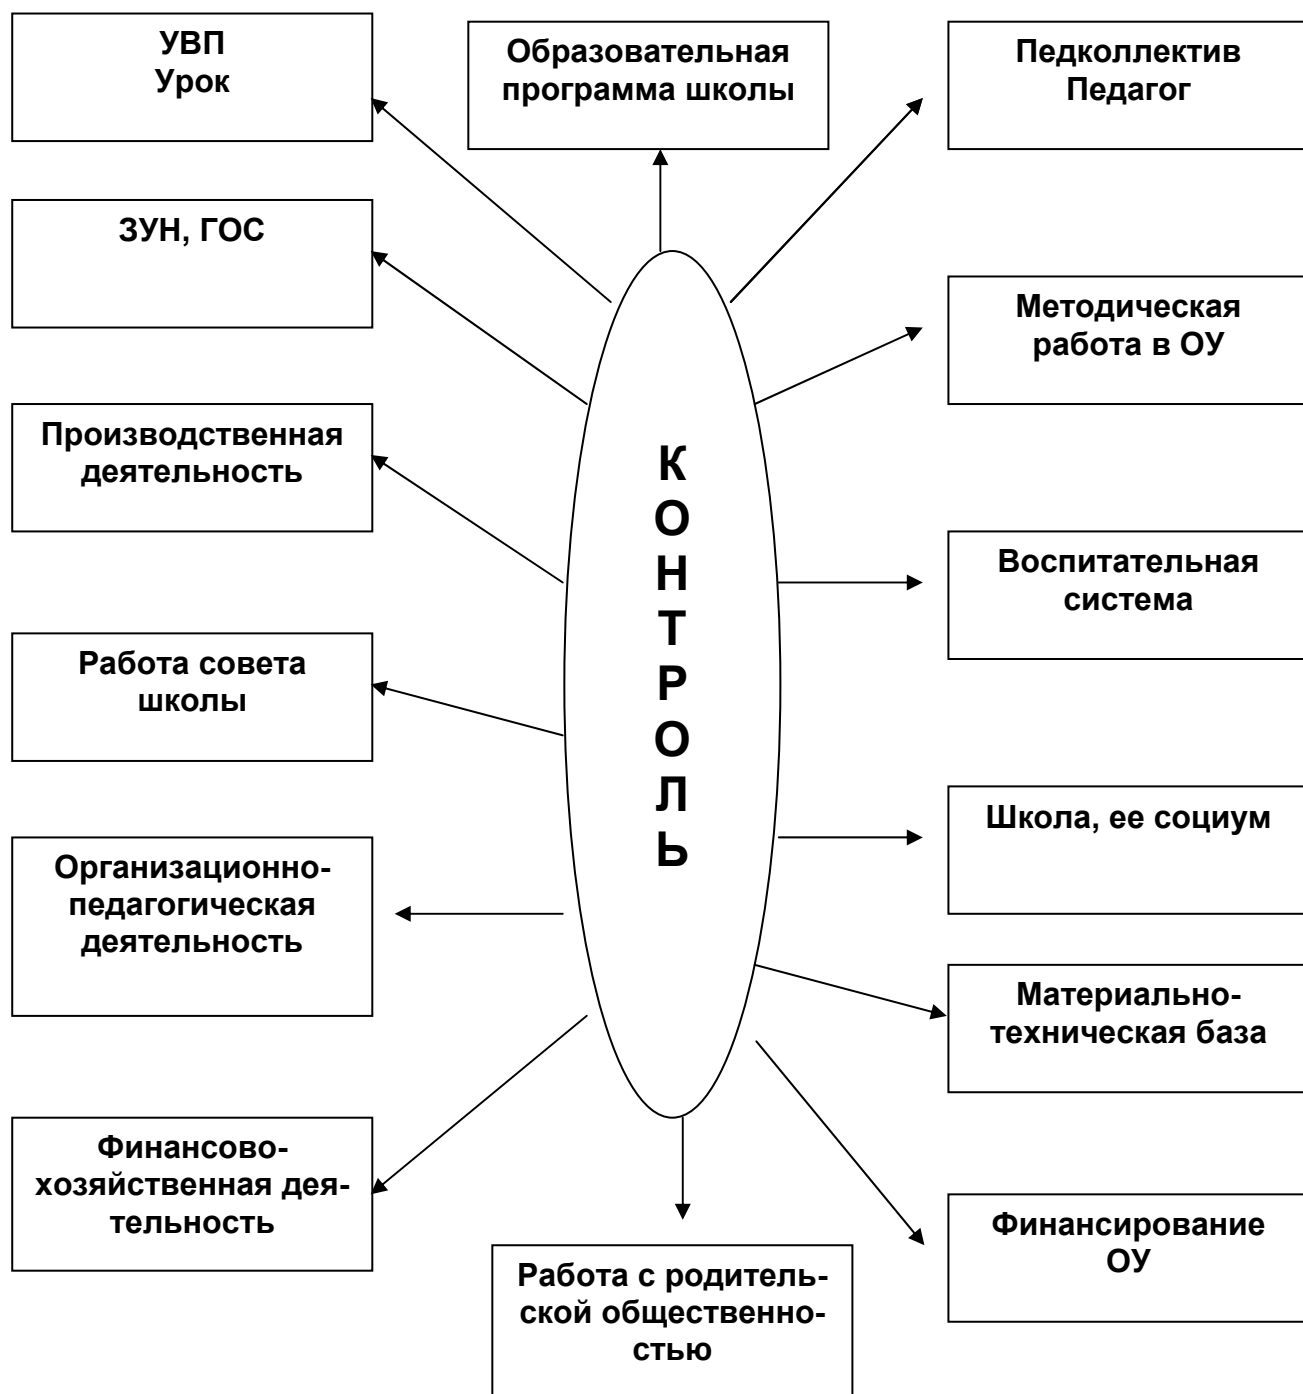 УВП
Урок
Образовательная
программа школы
Педколлектив
Педагог
ЗУН, ГОС
Методическая
работа в ОУ
Производственная
деятельность
К
О
Н
Т
Р
О
Л
Ь
Воспитательная
система
Работа совета
школы
Школа, ее социум
Организационно-
педагогическая
деятельность
Материально-
техническая база
Финансово-
хозяйственная дея-
тельность
Финансирование
ОУ
Работа с родитель-
ской общественно-
стью